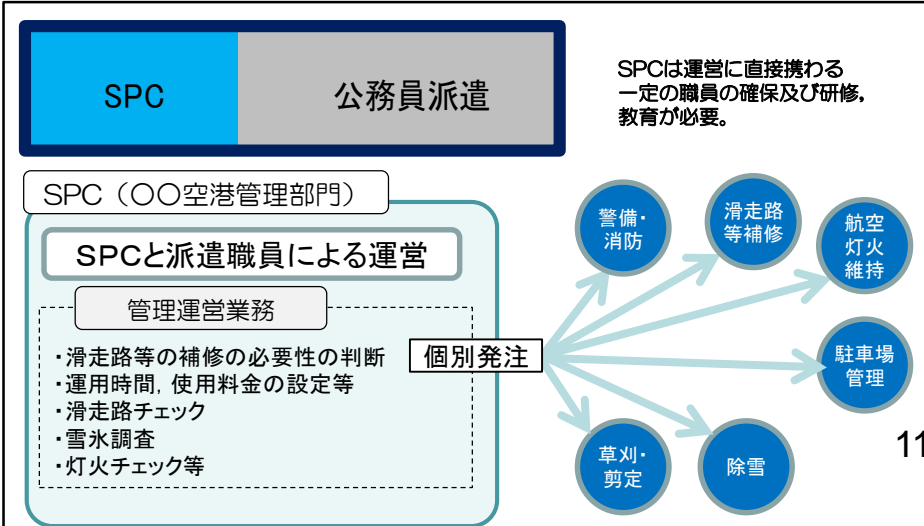 SPC
公務員派遣
SPCは運営に直接携わる
一定の職員の確保及び研修，
教育が必要。
SPC（〇〇空港管理部門）
SPCと派遣職員による運営
管理運営業務
・滑走路等の補修の必要性の判断
・運用時間，使用料金の設定等
・滑走路チェック
・雪氷調査
・灯火チェック等
個別発注
警備・
消防
滑走路
等補修
航空
灯火
維持
駐車場
管理
除雪
草刈・
剪定
11